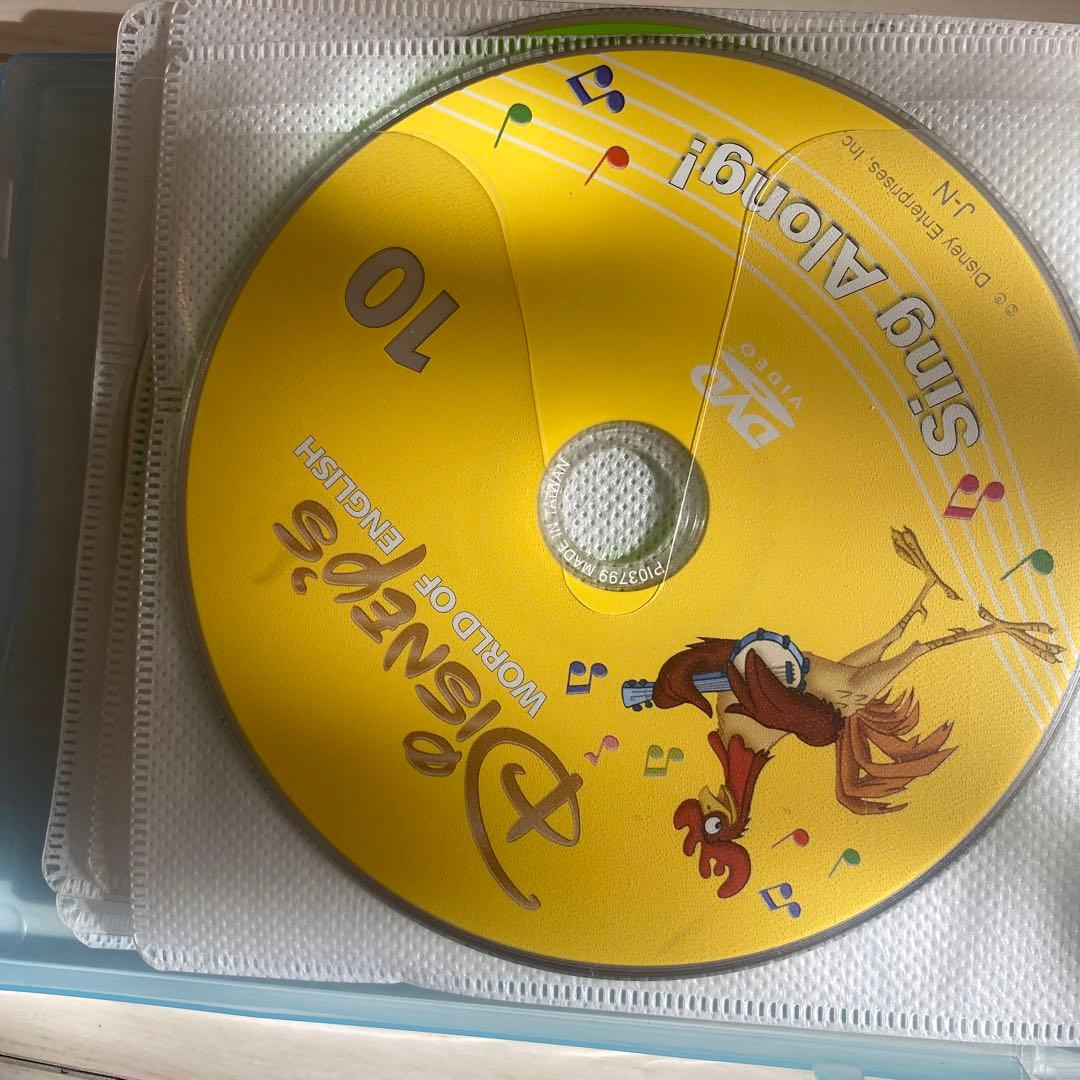 Disney's
WORLD OF
ENGLISH
10
Sing Along!
DVD
VIDEO
© Disney Enterprises, Inc.
J-N
PI03799 MADE IN TAIWAN